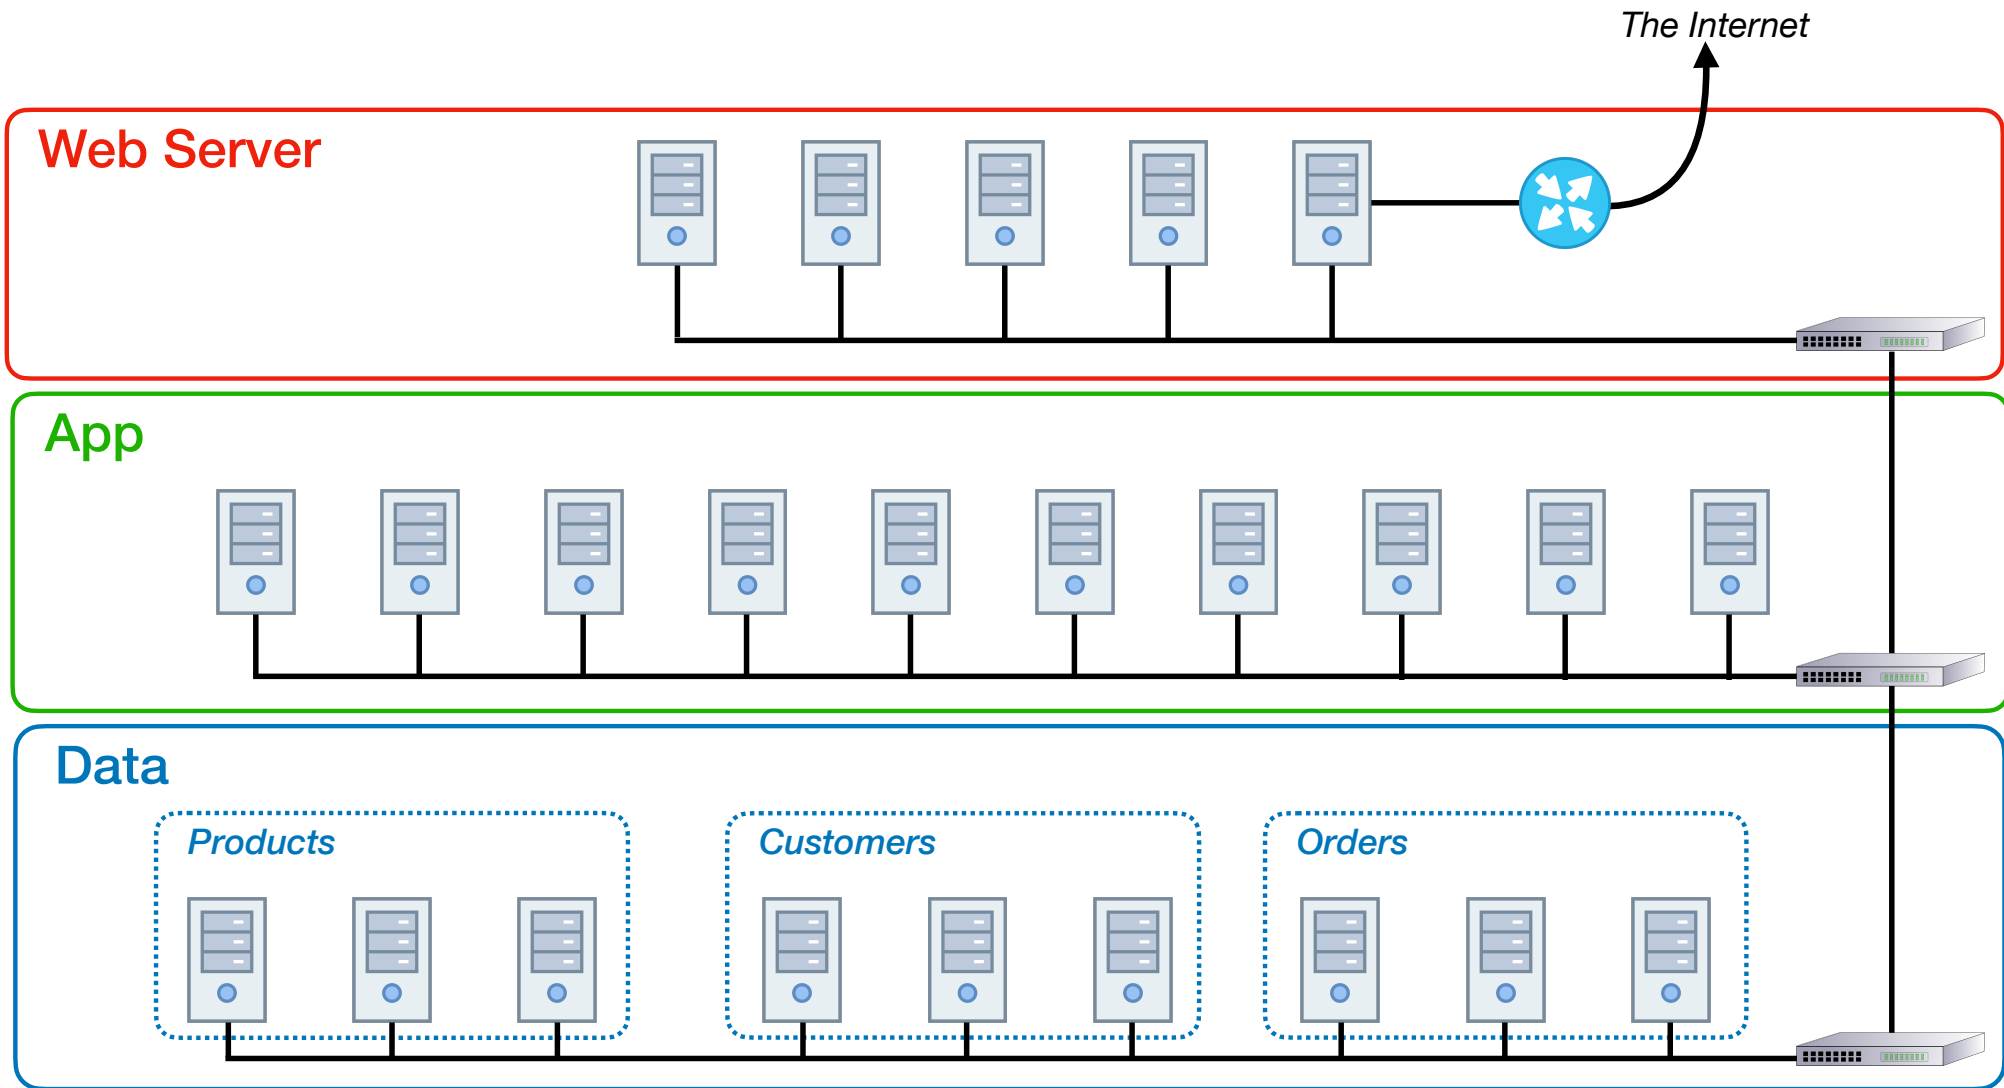 The Internet
Web Server
App
Data
Products
Customers
Orders